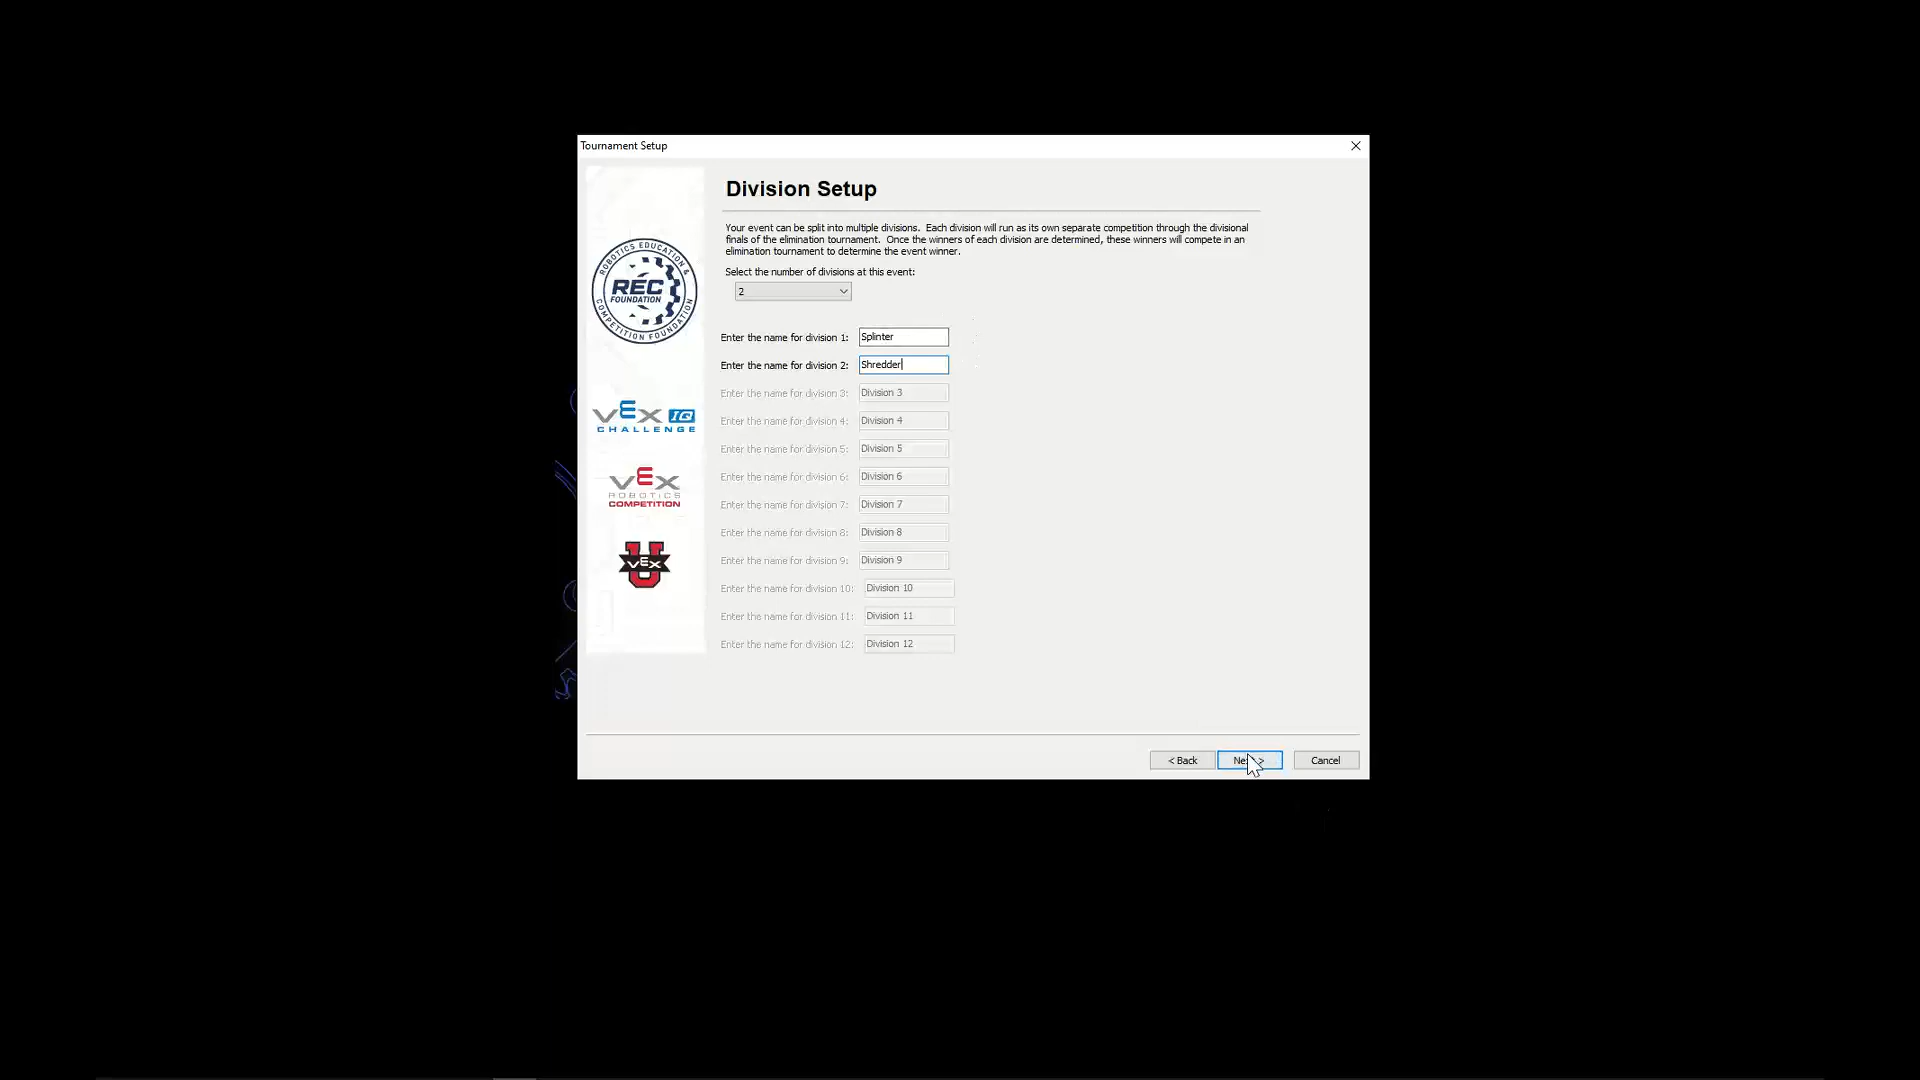 Tournament Setup
Division Setup
Your event can be split into multiple divisions. Each division will run as its own separate competition through the divisional
finals of the elimination tournament. Once the winners of each division are determined, these winners will compete in an
elimination tournament to determine the event winner.
Select the number of divisions at this event:
2
ROBOTICS EDUCATION &
REC
FOUNDATION
COMPETITION FOUNDATION
VEX IQ
CHALLENGE
VEX
ROBOTICS
COMPETITION
U
VEX
Enter the name for division 1: Splinter
Enter the name for division 2: Shredder
Enter the name for division 3: Division 3
Enter the name for division 4: Division 4
Enter the name for division 5: Division 5
Enter the name for division 6: Division 6
Enter the name for division 7: Division 7
Enter the name for division 8: Division 8
Enter the name for division 9: Division 9
Enter the name for division 10: Division 10
Enter the name for division 11: Division 11
Enter the name for division 12: Division 12
< Back Next > Cancel